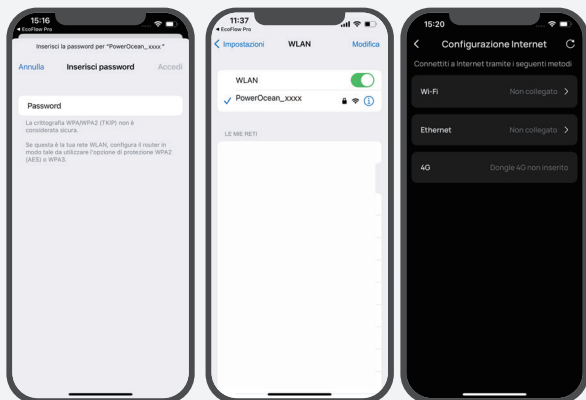 15:16
◀ EcoFlow Pro
Inserisci la password per "PowerOcean_xxxx."
Annulla Inserisci password Accedi
Password
La crittografia WPA/WPA2 (TKIP) non è
considerata sicura.
Se questa è la tua rete WLAN, configura il router in
modo tale da utilizzare l'opzione di protezione WPA2
(AES) o WPA3.
11:37
◀ EcoFlow Pro
Impostazioni WLAN Modifica
WLAN
PowerOcean_xxxx
LE MIE RETI
15:20
Configurazione Internet
Connettiti a Internet tramite i seguenti metodi
Wi-Fi Non collegato
Ethernet Non collegato
4G Dongle 4G non inserito